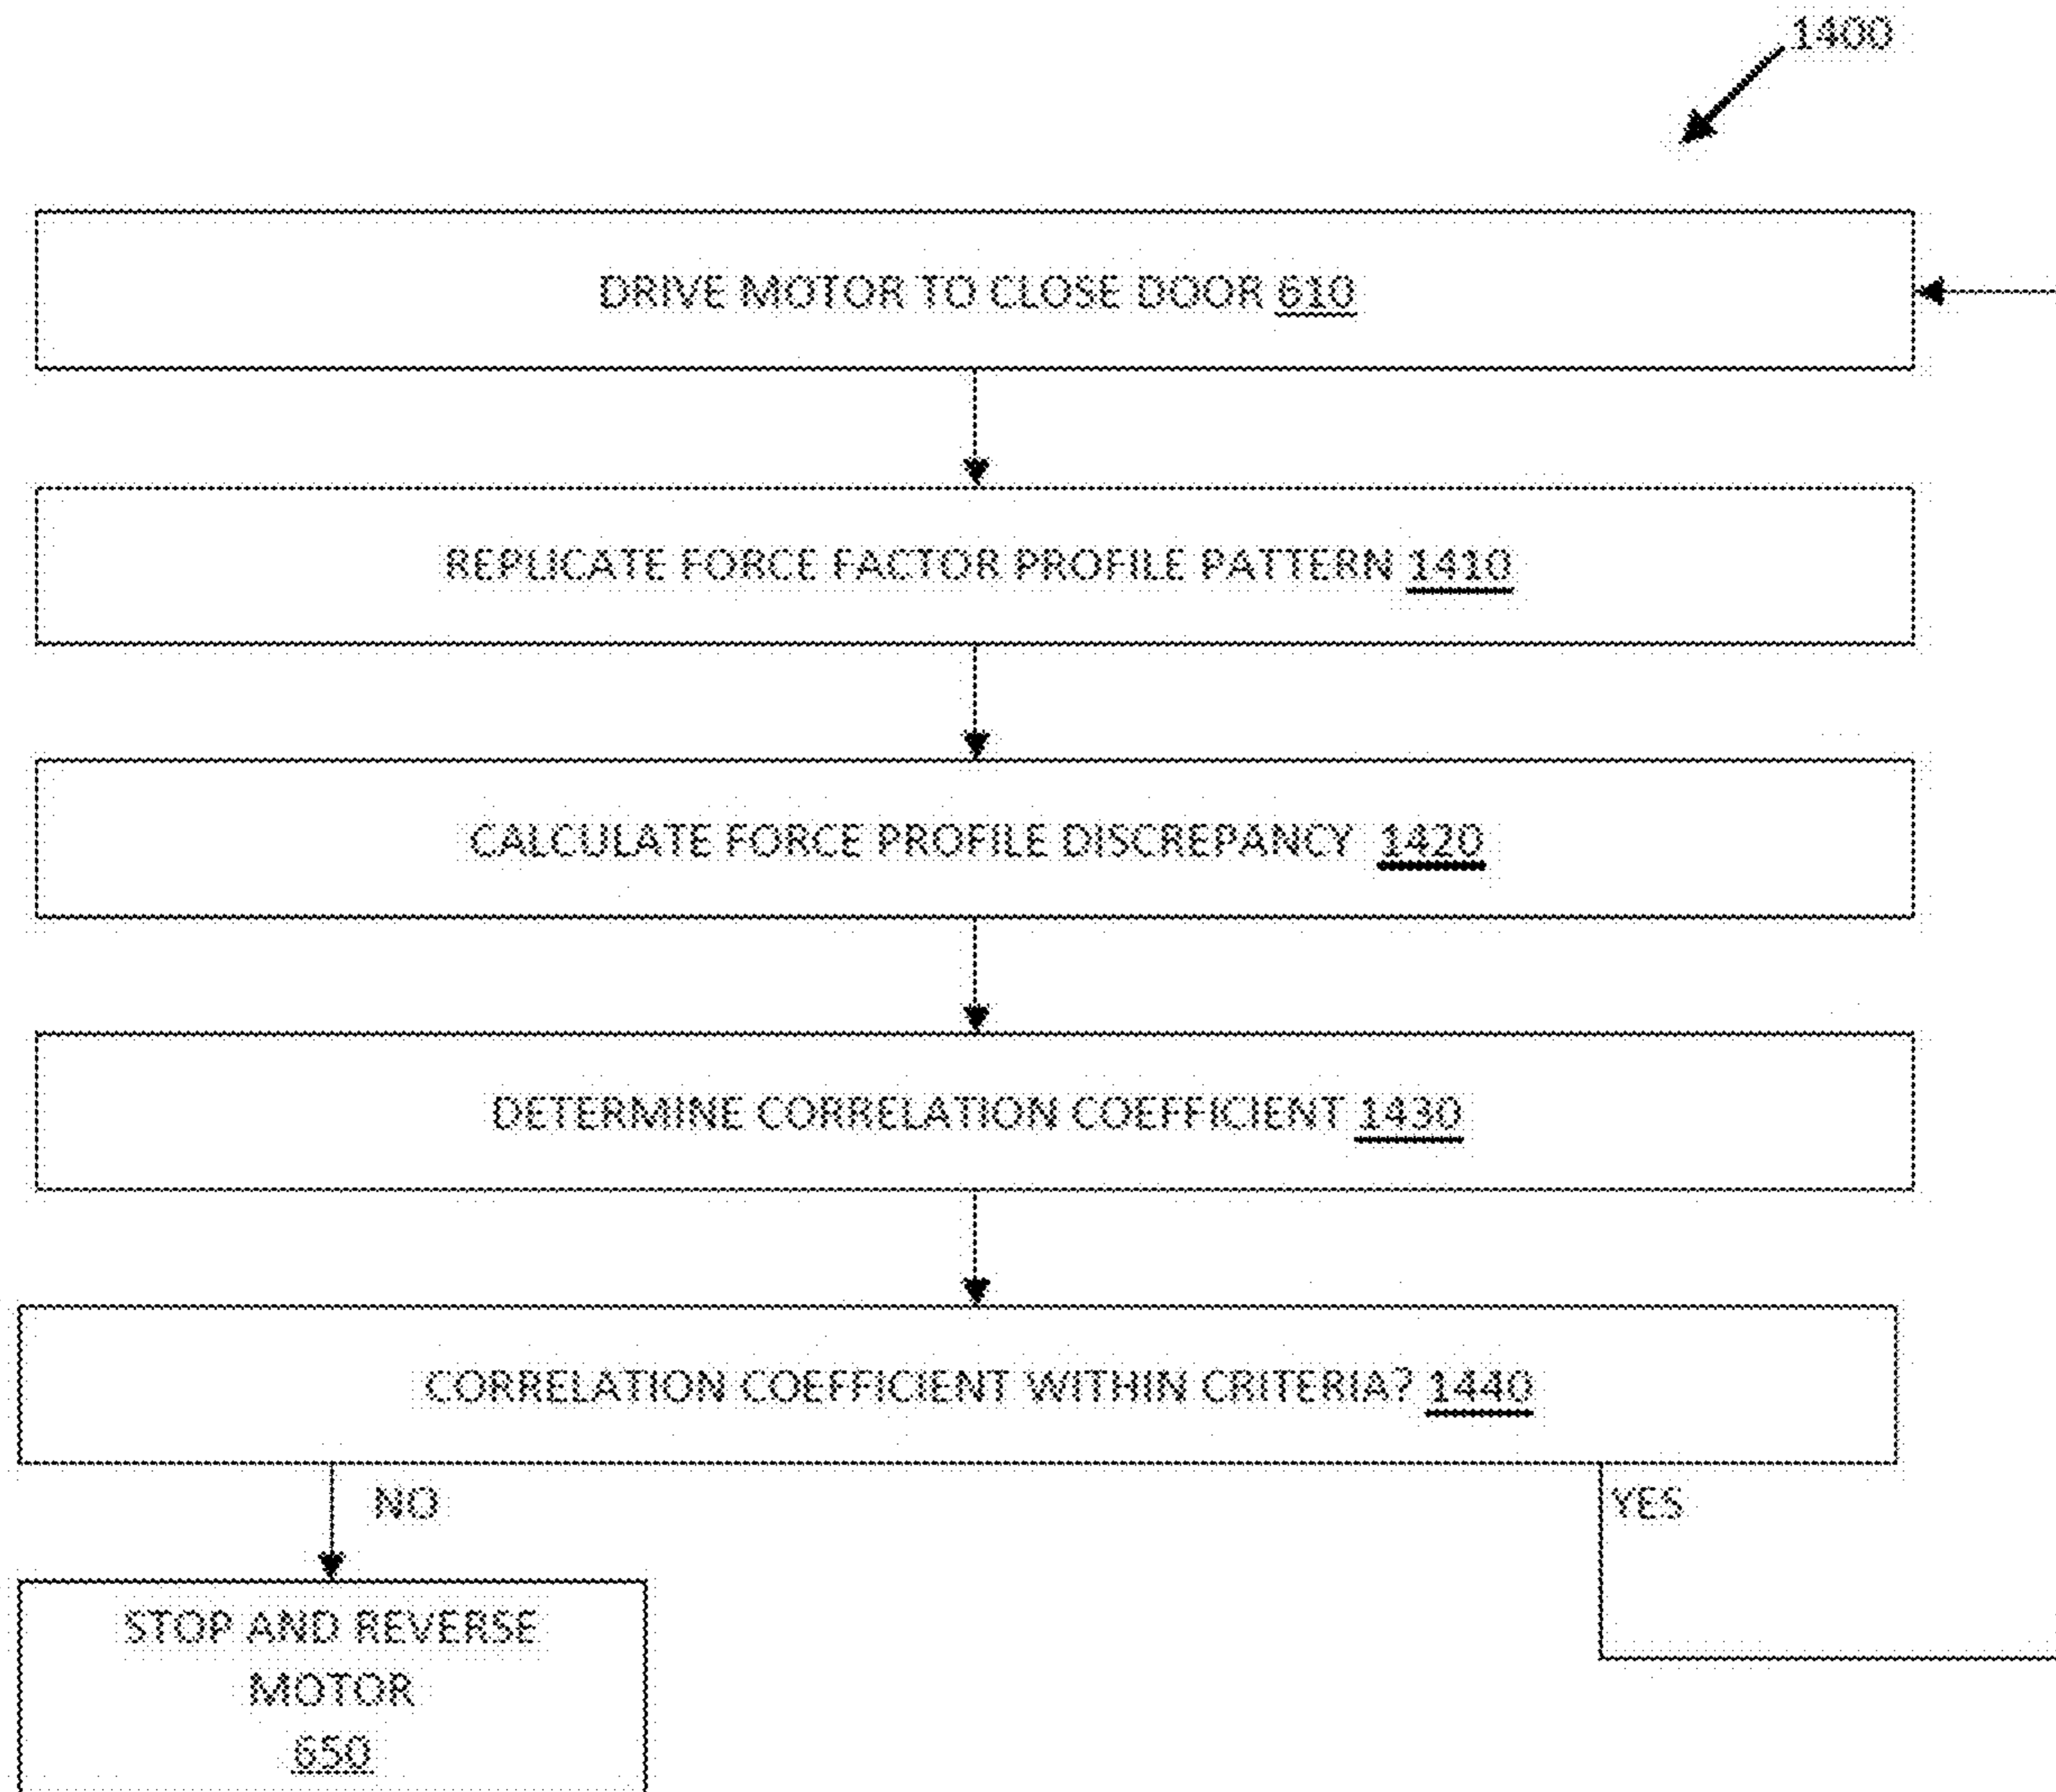 1400
DRIVE MOTOR TO CLOSE DOOR 610
REPLICATE FORCE FACTOR PROFILE PATTERN 1410
CALCULATE FORCE PROFILE DISCREPANCY 1420
DETERMINE CORRELATION COEFFICIENT 1430
CORRELATION COEFFICIENT WITHIN CRITERIA? 1440
NO
YES
STOP AND REVERSE
MOTOR
650